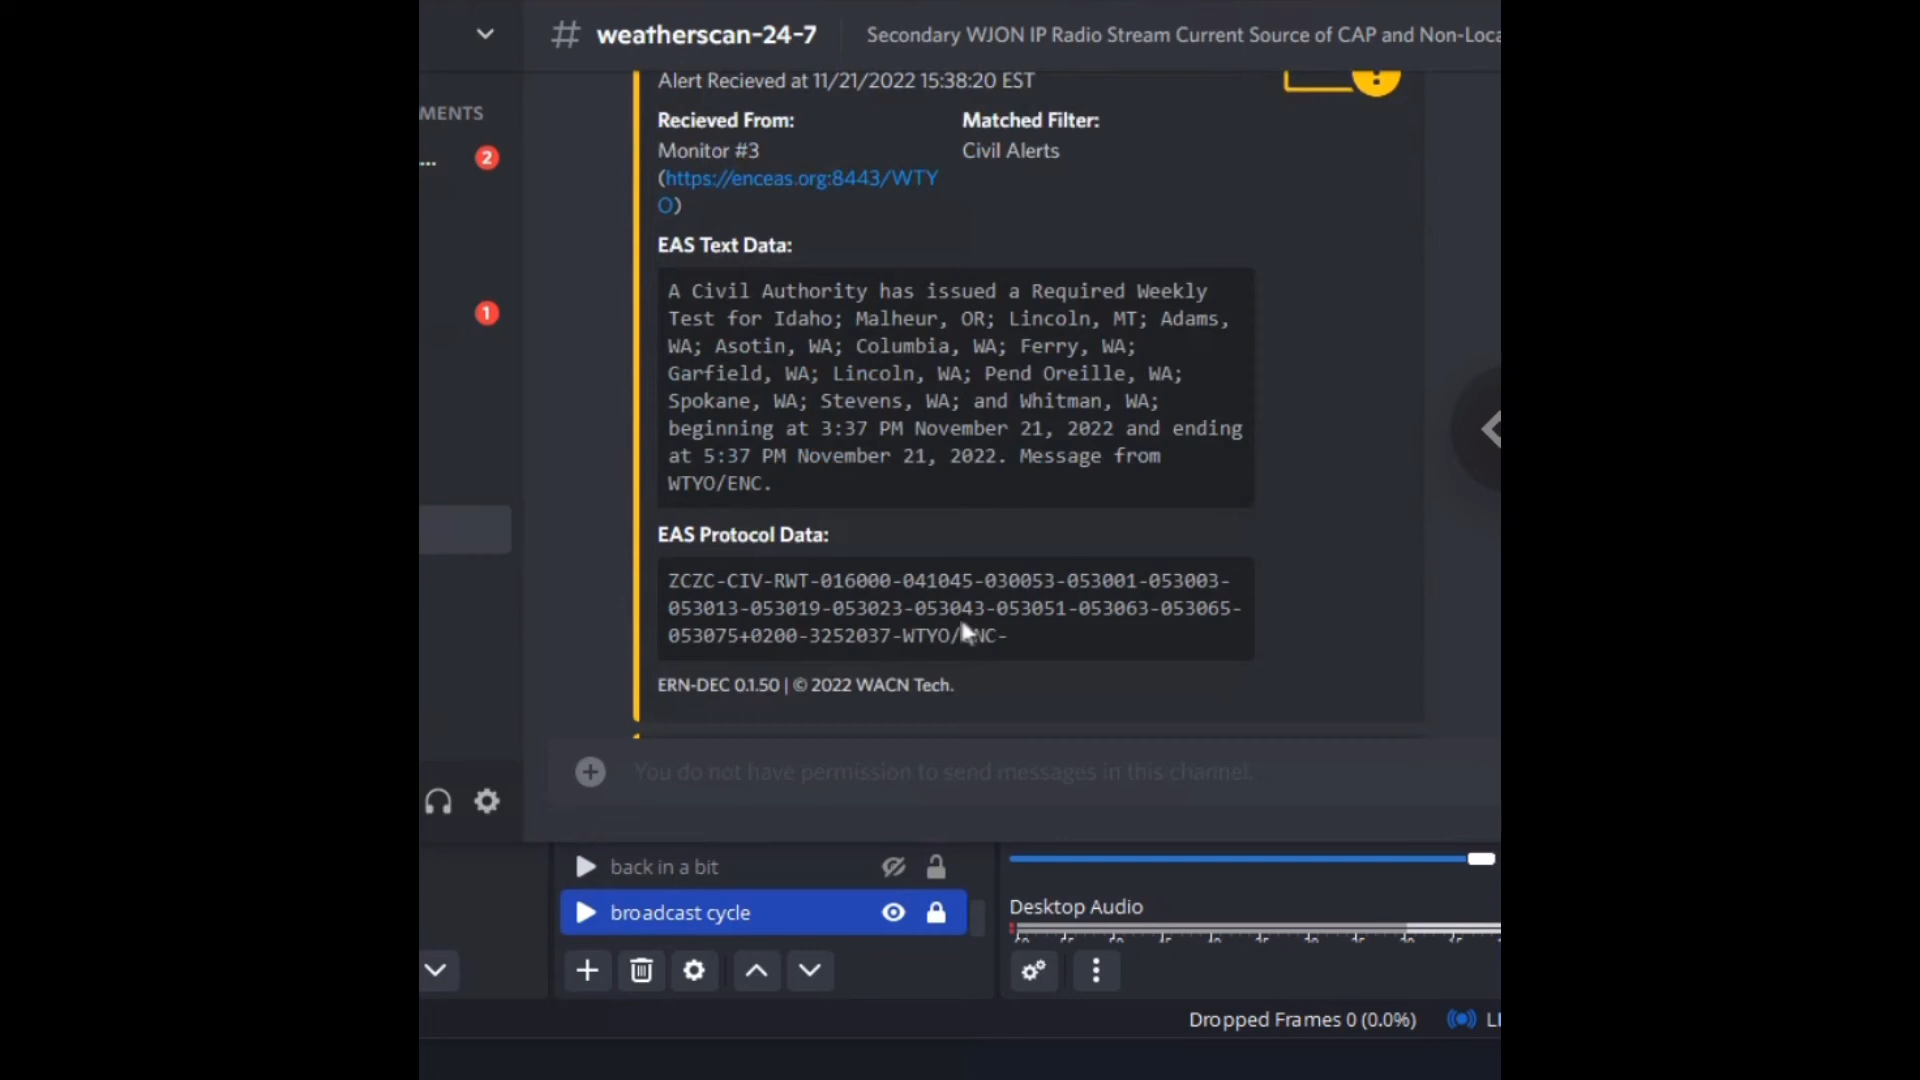 # weatherscan-24-7
Secondary WJON IP Radio Stream Current Source of CAP and Non-Loca
MENTS
...
2
1
Alert Recieved at 11/21/2022 15:38:20 EST
Recieved From:
Matched Filter:
Monitor #3
Civil Alerts
(https://enceas.org:8443/WTY
O)
EAS Text Data:
A Civil Authority has issued a Required Weekly
Test for Idaho; Malheur, OR; Lincoln, MT; Adams,
WA; Asotin, WA; Columbia, WA; Ferry, WA;
Garfield, WA; Lincoln, WA; Pend Oreille, WA;
Spokane, WA; Stevens, WA; and Whitman, WA;
beginning at 3:37 PM November 21, 2022 and ending
at 5:37 PM November 21, 2022. Message from
WTYO/ENC.
EAS Protocol Data:
ZCZC-CIV-RWT-016000-041045-030053-053001-053003-
053013-053019-053023-053043-053051-053063-053065-
053075+0200-3252037-WTYO/ENC-
ERN-DEC 0.1.50 | © 2022 WACN Tech.
You do not have permission to send messages in this channel.
back in a bit
broadcast cycle
Desktop Audio
Dropped Frames 0 (0.0%)
LI